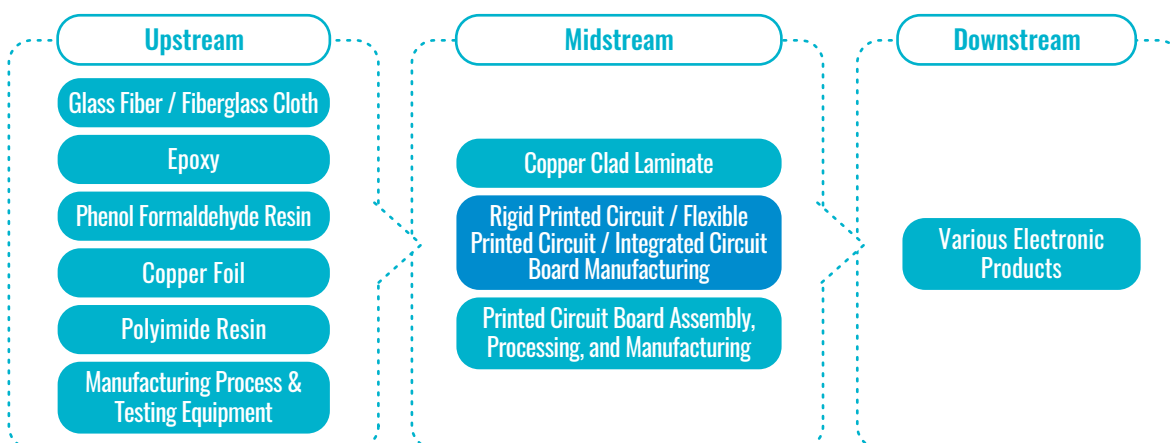 Upstream
Glass Fiber / Fiberglass Cloth
Epoxy
Phenol Formaldehyde Resin
Copper Foil
Polyimide Resin
Manufacturing Process &
Testing Equipment
Midstream
Copper Clad Laminate
Rigid Printed Circuit / Flexible
Printed Circuit / Integrated Circuit
Board Manufacturing
Printed Circuit Board Assembly,
Processing, and Manufacturing
Downstream
Various Electronic
Products